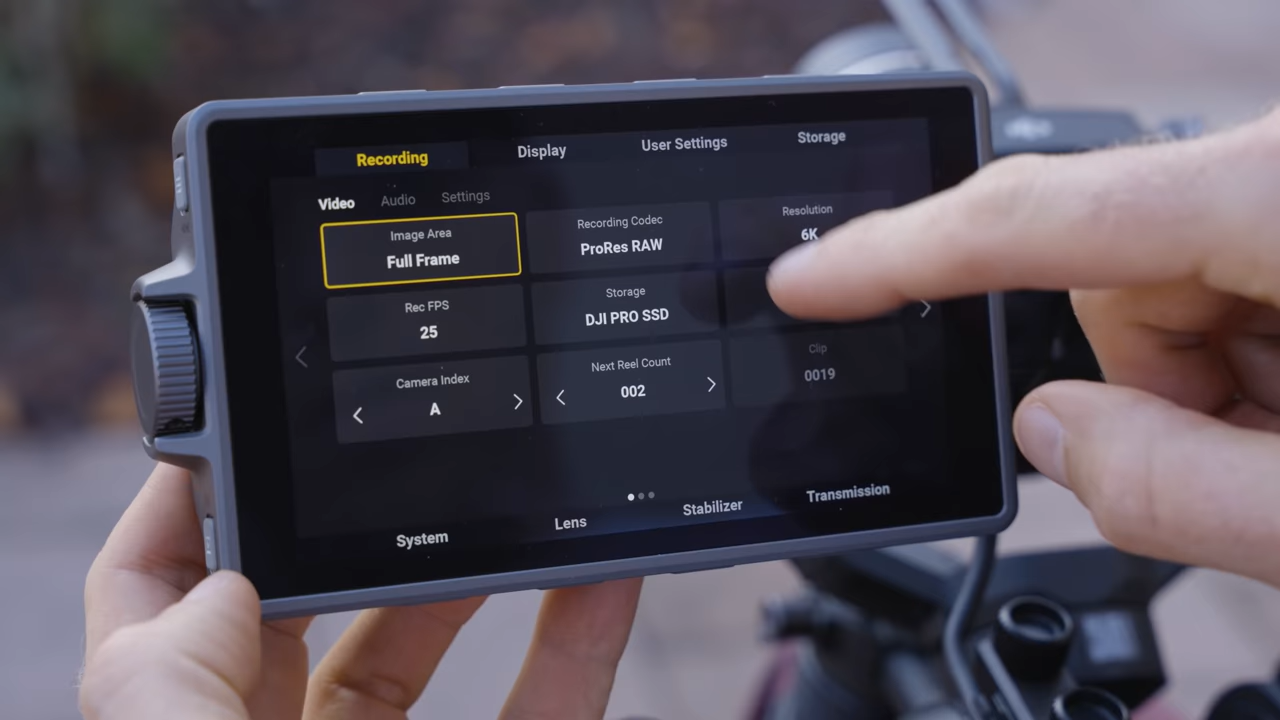 Recording
Display
User Settings
Storage
Video
Audio
Settings
Image Area
Full Frame
Recording Codec
ProRes RAW
Resolution
6K
Rec FPS
25
Storage
DJI PRO SSD
Camera Index
A
Next Reel Count
002
Clip
0019
System
Lens
Stabilizer
Transmission